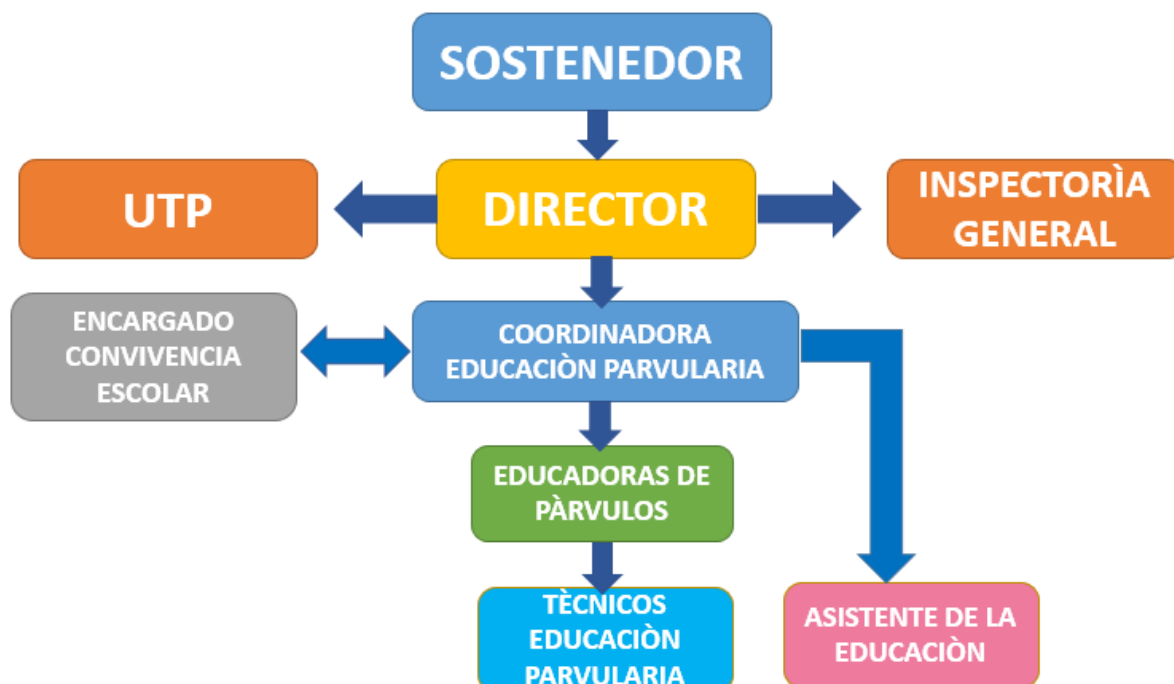 SOSTENEDOR
UTP
DIRECTOR
INSPECTORÌA
GENERAL
ENCARGADO
CONVIVENCIA
ESCOLAR
COORDINADORA
EDUCACIÒN PARVULARIA
EDUCADORAS DE
PÀRVULOS
TÈCNICOS
EDUCACIÒN
PARVULARIA
ASISTENTE DE LA
EDUCACIÒN